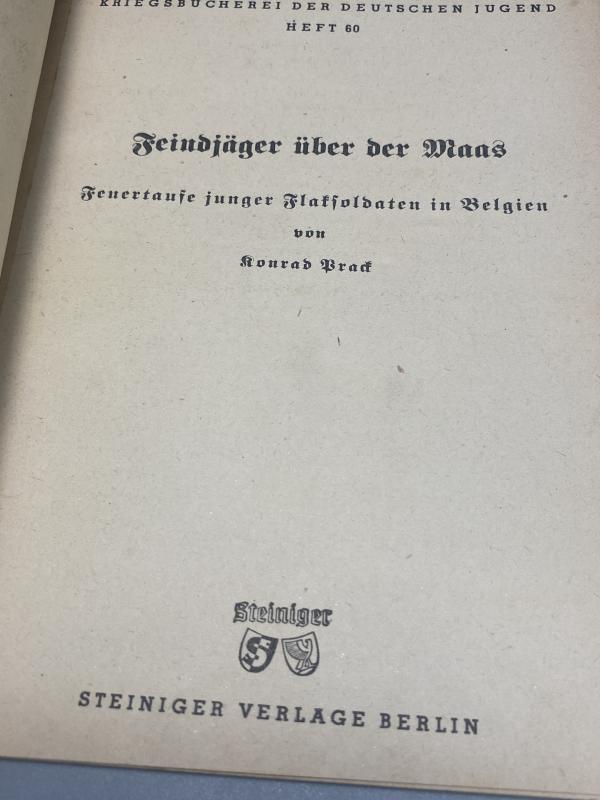 KRIEGSBÜCHEREI DER DEUTSCHEN JUGEND
HEFT 60
Feindjäger über der Maas
Feuertaufe junger Flaksoldaten in Belgien
von
Konrad Prack
Steiniger
STEINIGER VERLAGE BERLIN